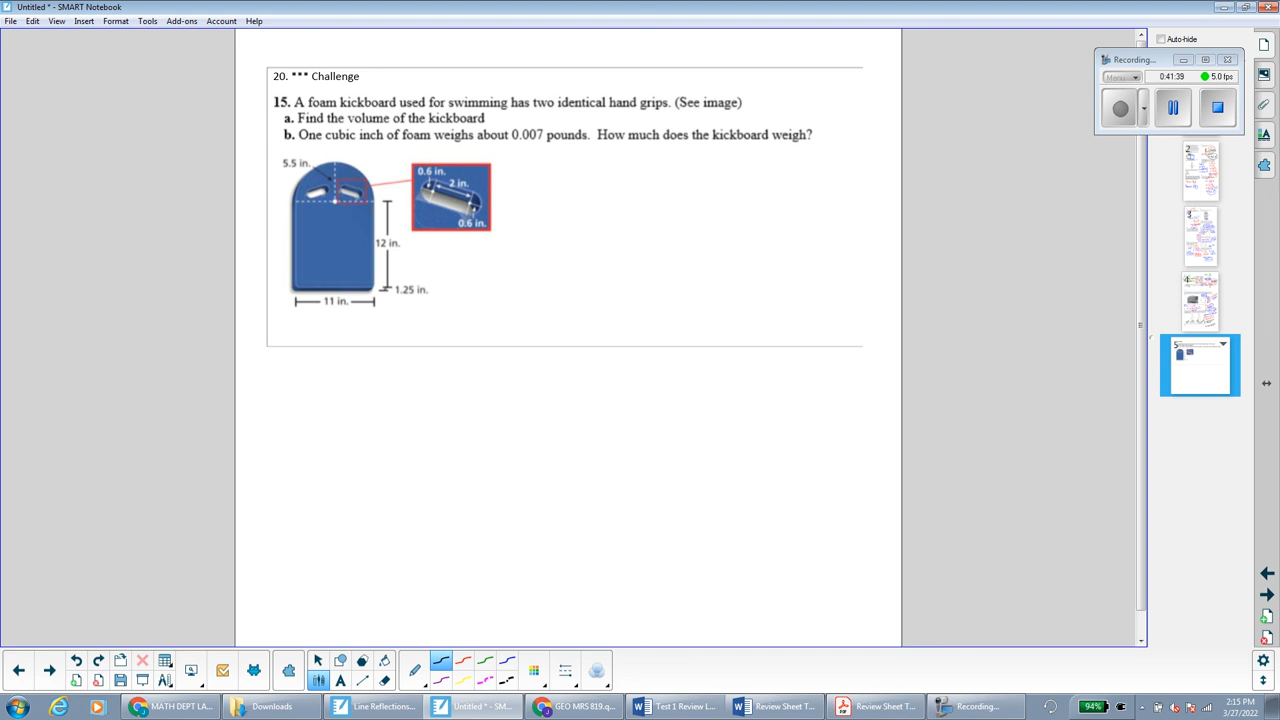 Untitled * - SMART Notebook
File Edit View Insert Format Tools Add-ons Account Help
Auto-hide
Recording...
Menu
0:41:39
5.0 fps
20. *** Challenge
15. A foam kickboard used for swimming has two identical hand grips. (See image)
a. Find the volume of the kickboard
b. One cubic inch of foam weighs about 0.007 pounds. How much does the kickboard weigh?
5.5 in.
0.6 in.
2 in.
0.6 in.
12 in.
1.25 in.
11 in.
2
4
5
MATH DEPT LA...
Downloads
Line Reflections...
Untitled * - SM...
GEO MRS 819.q...
Test 1 Review L...
Review Sheet T...
Review Sheet T...
Recording...
94%
2:15 PM
3/27/2022